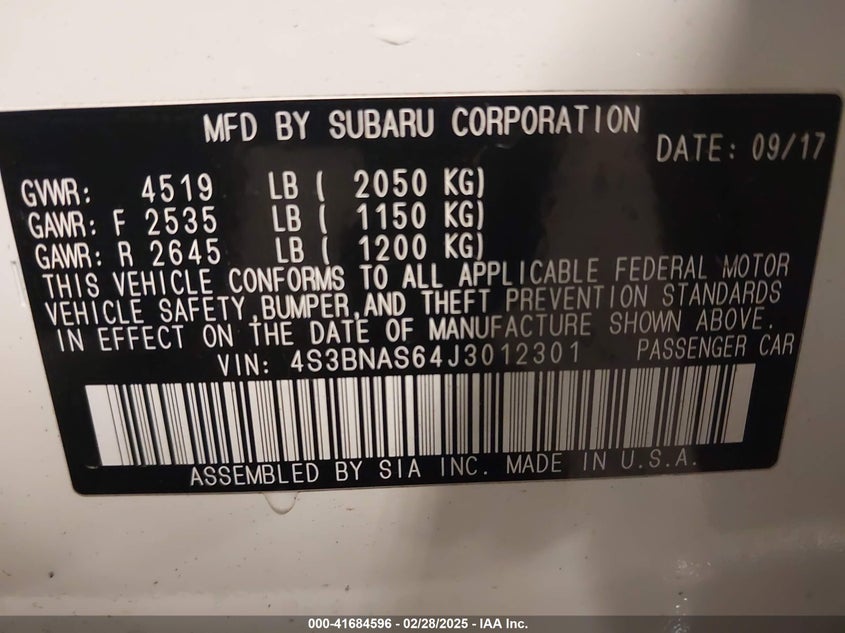 MFD BY SUBARU CORPORATION
DATE: 09/17
GVWR: 4519 LB ( 2050 KG)
GAWR: F 2535 LB ( 1150 KG)
GAWR: R 2645 LB ( 1200 KG)
THIS VEHICLE CONFORMS TO ALL APPLICABLE FEDERAL MOTOR
VEHICLE SAFETY,BUMPER,AND THEFT PREVENTION STANDARDS
IN EFFECT ON THE DATE OF MANUFACTURE SHOWN ABOVE.
VIN: 4S3BNAS64J3012301 PASSENGER CAR
ASSEMBLED BY SIA INC. MADE IN U.S.A.
000-41684596 - 02/28/2025 - IAA Inc.